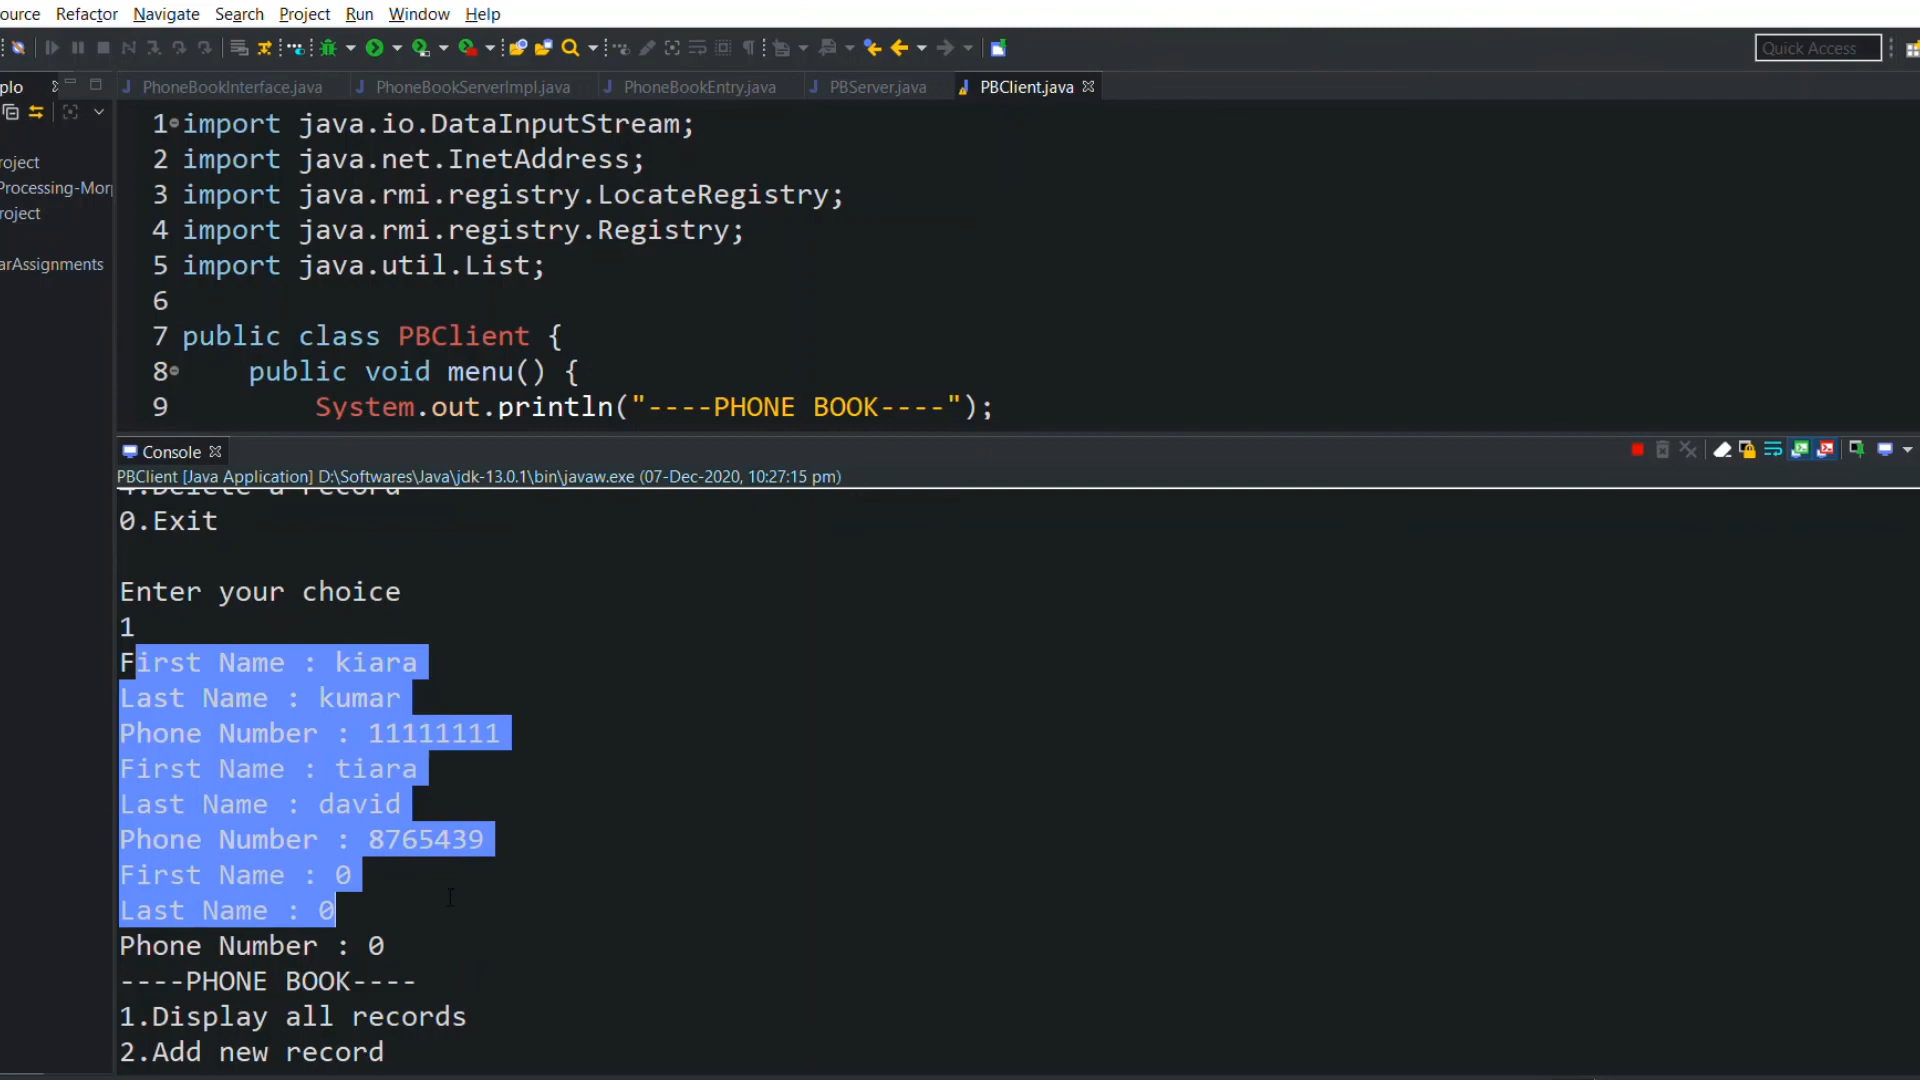 ource Refactor Navigate Search Project Run Window Help
Quick Access
plo
PhoneBookInterface.java PhoneBookServerImpl.java PhoneBookEntry.java PBServer.java PBClient.java
roject
Processing-Mor
roject
arAssignments
1 import java.io.DataInputStream;
2 import java.net.InetAddress;
3 import java.rmi.registry.LocateRegistry;
4 import java.rmi.registry.Registry;
5 import java.util.List;
6
7 public class PBClient {
8 public void menu() {
9 System.out.println("----PHONE BOOK----");
Console
PBClient [Java Application] D:\Softwares\Java\jdk-13.0.1\bin\javaw.exe (07-Dec-2020, 10:27:15 pm)
4.Delete a record
0.Exit
Enter your choice
1
First Name : kiara
Last Name : kumar
Phone Number : 11111111
First Name : tiara
Last Name : david
Phone Number : 8765439
First Name : 0
Last Name : 0
Phone Number : 0
----PHONE BOOK----
1.Display all records
2.Add new record